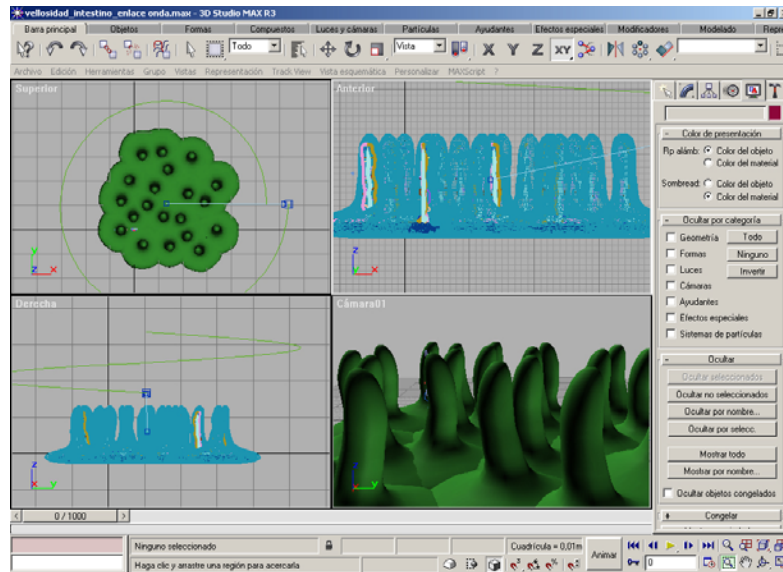 vellosidad_intestino_enlace onda.max - 3D Studio MAX R3
Barra principal Objetos Formas Compuestos Luces y cámaras Partículas Ayudantes Efectos especiales Modificadores Modelado
Todo Vista X Y Z XY
Archivo Edición Herramientas Grupo Vistas Representación Track View Vista esquemática Personalizar MAXScript ?
Superior
Anterior
Color de presentación
Rp alámb: Color del objeto
Color del material
Sombread: Color del objeto
Color del material
Ocultar por categoría
Geometría Todo
Formas Ninguno
Luces Invertir
Cámaras
Ayudantes
Efectos especiales
Sistemas de partículas
Derecha
Cámara01
Ocultar
Ocultar seleccionados
Ocultar no seleccionados
Ocultar por nombre...
Ocultar por selecc.
Mostrar todo
Mostrar por nombre...
Ocultar objetos congelados
Congelar
0 / 1000
Ninguno seleccionado
Cuadrícula = 0,01m
Animar
0
Haga clic y arrastre una región para acercarla